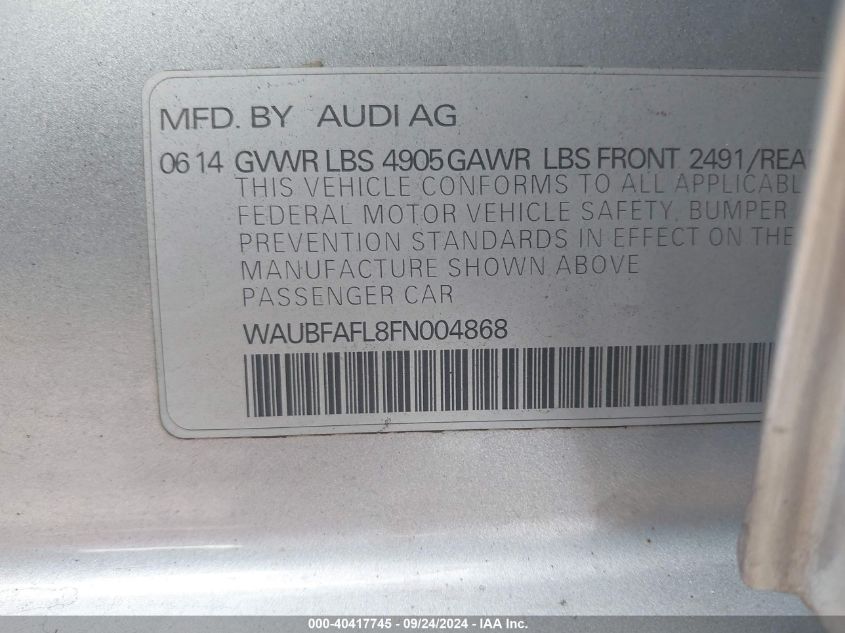 MFD. BY AUDI AG
06 14 GVWR LBS 4905 GAWR LBS FRONT 2491/REA
THIS VEHICLE CONFORMS TO ALL APPLICABL
FEDERAL MOTOR VEHICLE SAFETY, BUMPER
PREVENTION STANDARDS IN EFFECT ON THE
MANUFACTURE SHOWN ABOVE
PASSENGER CAR
WAUBFAFL8FN004868
000-40417745 - 09/24/2024 - IAA Inc.